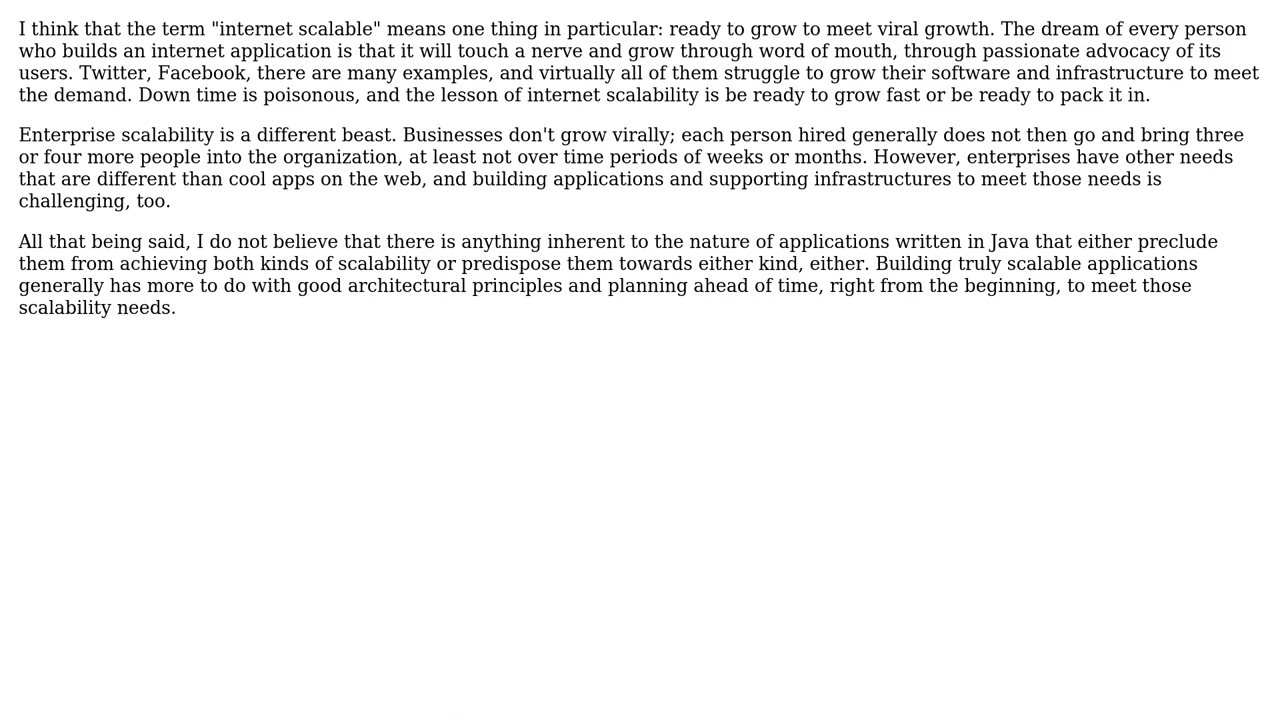 I think that the term "internet scalable" means one thing in particular: ready to grow to meet viral growth. The dream of every person
who builds an internet application is that it will touch a nerve and grow through word of mouth, through passionate advocacy of its
users. Twitter, Facebook, there are many examples, and virtually all of them struggle to grow their software and infrastructure to meet
the demand. Down time is poisonous, and the lesson of internet scalability is be ready to grow fast or be ready to pack it in.
Enterprise scalability is a different beast. Businesses don't grow virally; each person hired generally does not then go and bring three
or four more people into the organization, at least not over time periods of weeks or months. However, enterprises have other needs
that are different than cool apps on the web, and building applications and supporting infrastructures to meet those needs is
challenging, too.
All that being said, I do not believe that there is anything inherent to the nature of applications written in Java that either preclude
them from achieving both kinds of scalability or predispose them towards either kind, either. Building truly scalable applications
generally has more to do with good architectural principles and planning ahead of time, right from the beginning, to meet those
scalability needs.